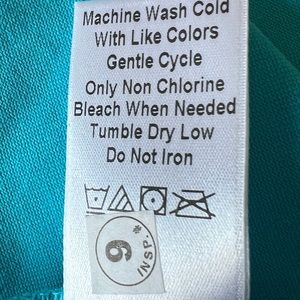 Machine Wash Cold
With Like Colors
Gentle Cycle
Only Non Chlorine
Bleach When Needed
Tumble Dry Low
Do Not Iron
9
INSP*